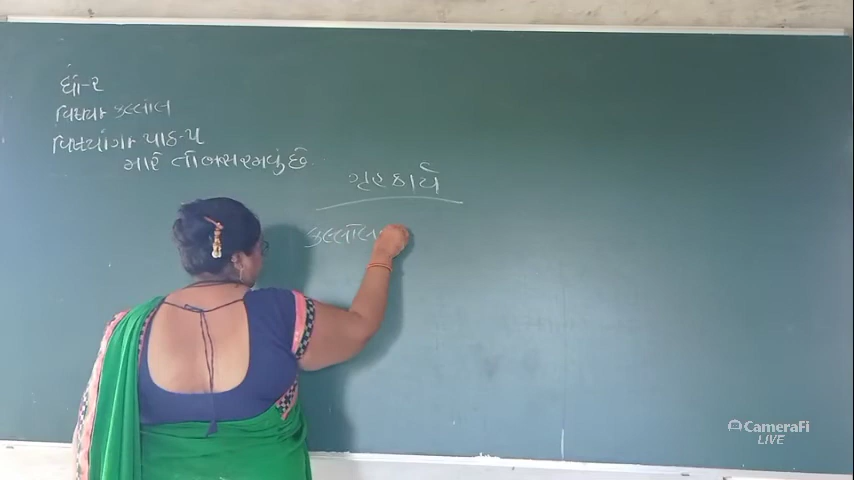 ધો-૨
વિષય કલ્લોલ
વિષયાંગ પાઠ-૫
મારે તો બસ રમવું છે
ગૃહકાર્ય
કલ્લોલ
CameraFi
LIVE